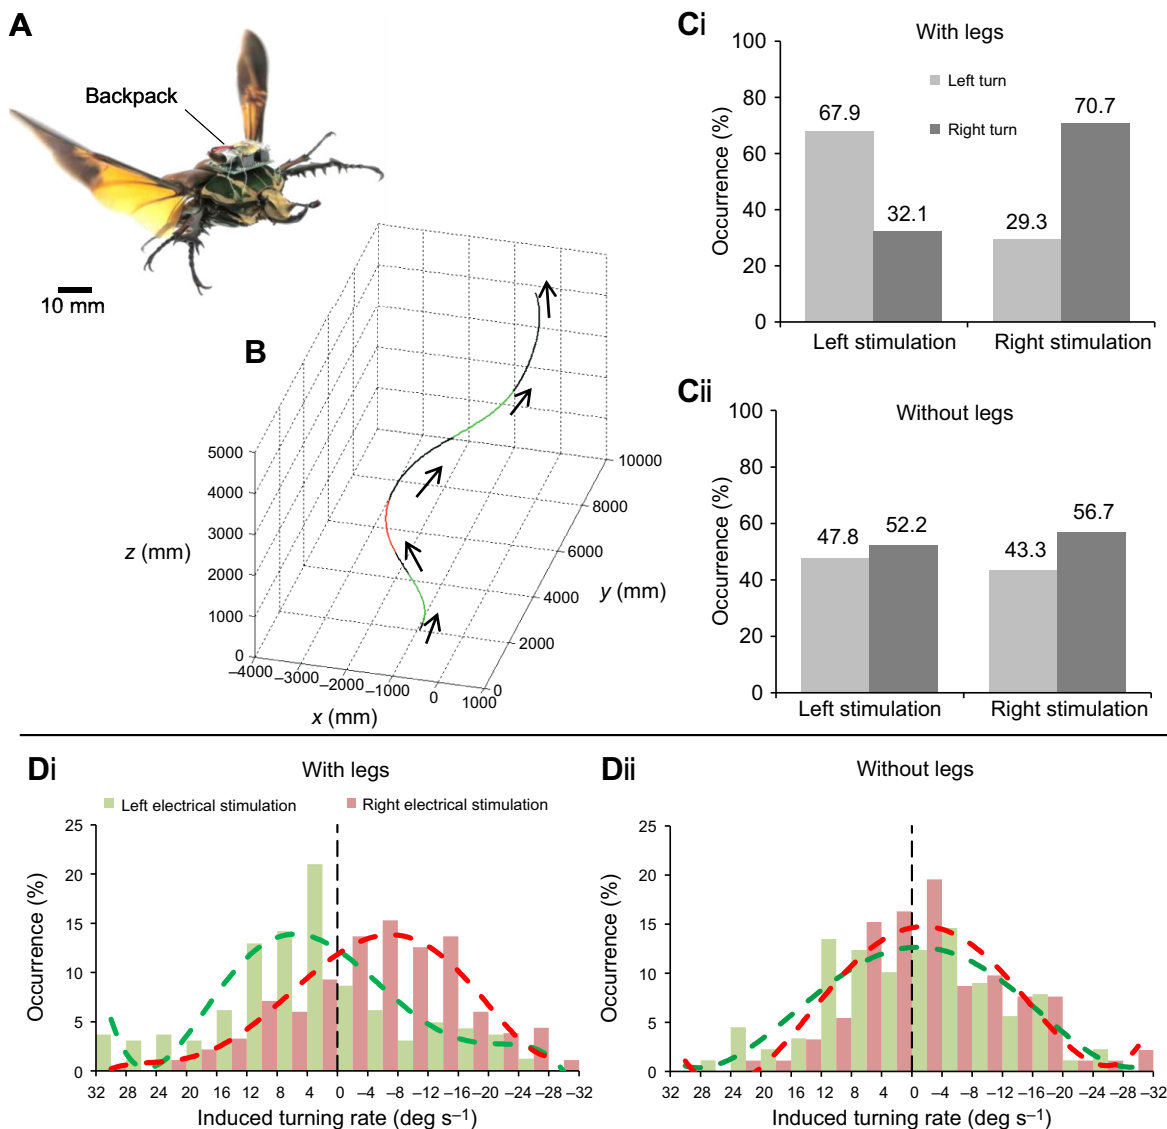 A
Backpack
10 mm
B
5000
4000
3000
2000
1000
0
z (mm)
–4000
–3000
–2000
–1000
0
1000
x (mm)
0
2000
4000
6000
8000
10000
y (mm)
Ci
With legs
Left turn
Right turn
100
80
60
40
20
0
Occurrence (%)
67.9
32.1
29.3
70.7
Left stimulation
Right stimulation
Cii
Without legs
100
80
60
40
20
0
Occurrence (%)
47.8
52.2
43.3
56.7
Left stimulation
Right stimulation
Di
With legs
Left electrical stimulation
Right electrical stimulation
25
20
15
10
5
0
Occurrence (%)
32 28 24 20 16 12 8 4 0 –4 –8 –12 –16 –20 –24 –28 –32
Induced turning rate (deg s–1)
Dii
Without legs
25
20
15
10
5
0
Occurrence (%)
32 28 24 20 16 12 8 4 0 –4 –8 –12 –16 –20 –24 –28 –32
Induced turning rate (deg s–1)